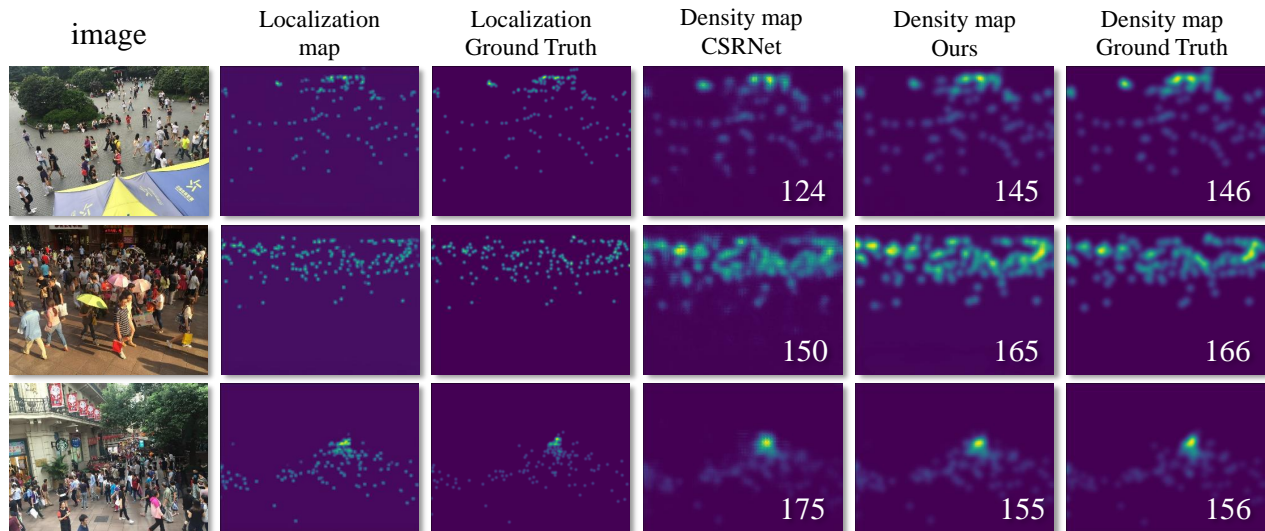 image
Localization
map
Localization
Ground Truth
Density map
CSRNet
Density map
Ours
Density map
Ground Truth
124
145
146
150
165
166
175
155
156